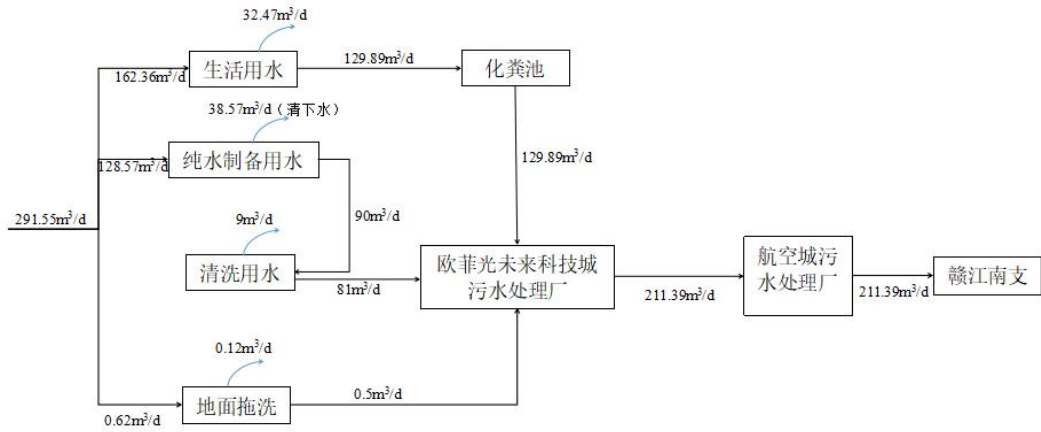 32.47m³/d
162.36m³/d
生活用水
129.89m³/d
化粪池
38.57m³/d（清下水）
128.57m³/d
纯水制备用水
129.89m³/d
291.55m³/d
90m³/d
9m³/d
清洗用水
81m³/d
欧菲光未来科技城
污水处理厂
211.39m³/d
航空城污
水处理厂
211.39m³/d
赣江南支
0.12m³/d
0.62m³/d
地面拖洗
0.5m³/d